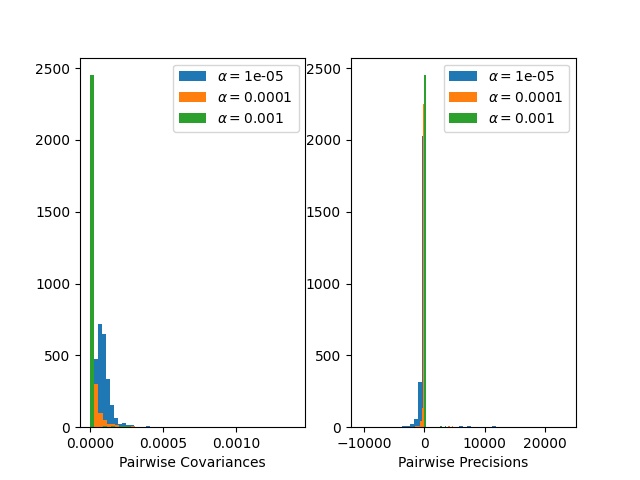 2500
2000
1500
1000
500
0
0.0000
0.0005
0.0010
Pairwise Covariances
α = 1e-05
α = 0.0001
α = 0.001
2500
2000
1500
1000
500
0
−10000
0
10000
20000
Pairwise Precisions
α = 1e-05
α = 0.0001
α = 0.001